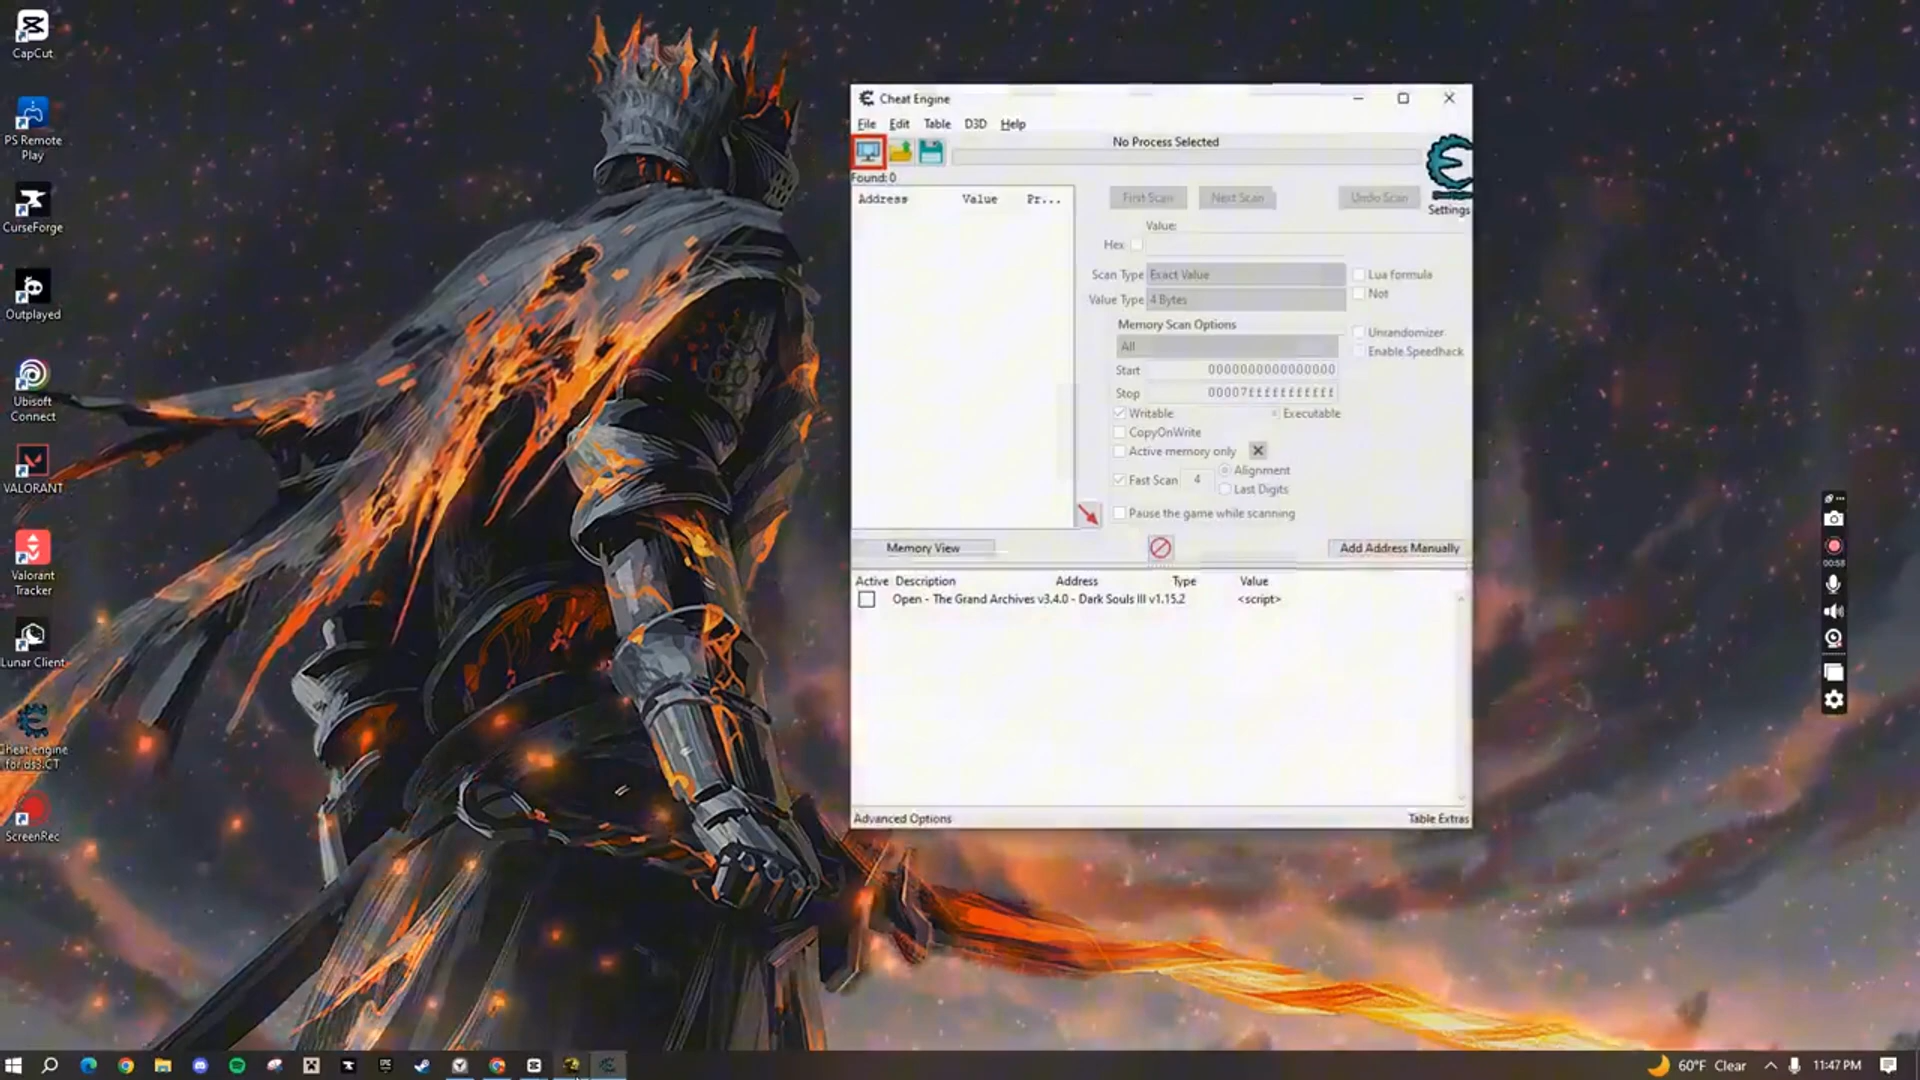 CapCut
PS Remote
Play
CurseForge
Outplayed
Ubisoft
Connect
VALORANT
Valorant
Tracker
Lunar Client
Cheat engine
for ds3.CT
ScreenRec
Cheat Engine
File Edit Table D3D Help
No Process Selected
Found: 0
Address Value Pr...
First Scan Next Scan Undo Scan
Settings
Value:
Hex
Scan Type Exact Value Lua formula
Value Type 4 Bytes Not
Memory Scan Options
All
Unrandomizer
Enable Speedhack
Start 0000000000000000
Stop 00007fffffffffff
Writable Executable
CopyOnWrite
Active memory only
Fast Scan 4 Alignment
Last Digits
Pause the game while scanning
Memory View Add Address Manually
Active Description Address Type Value
Open - The Grand Archives v3.4.0 - Dark Souls III v1.15.2 <script>
Advanced Options Table Extras
00:58
60°F Clear 11:47 PM